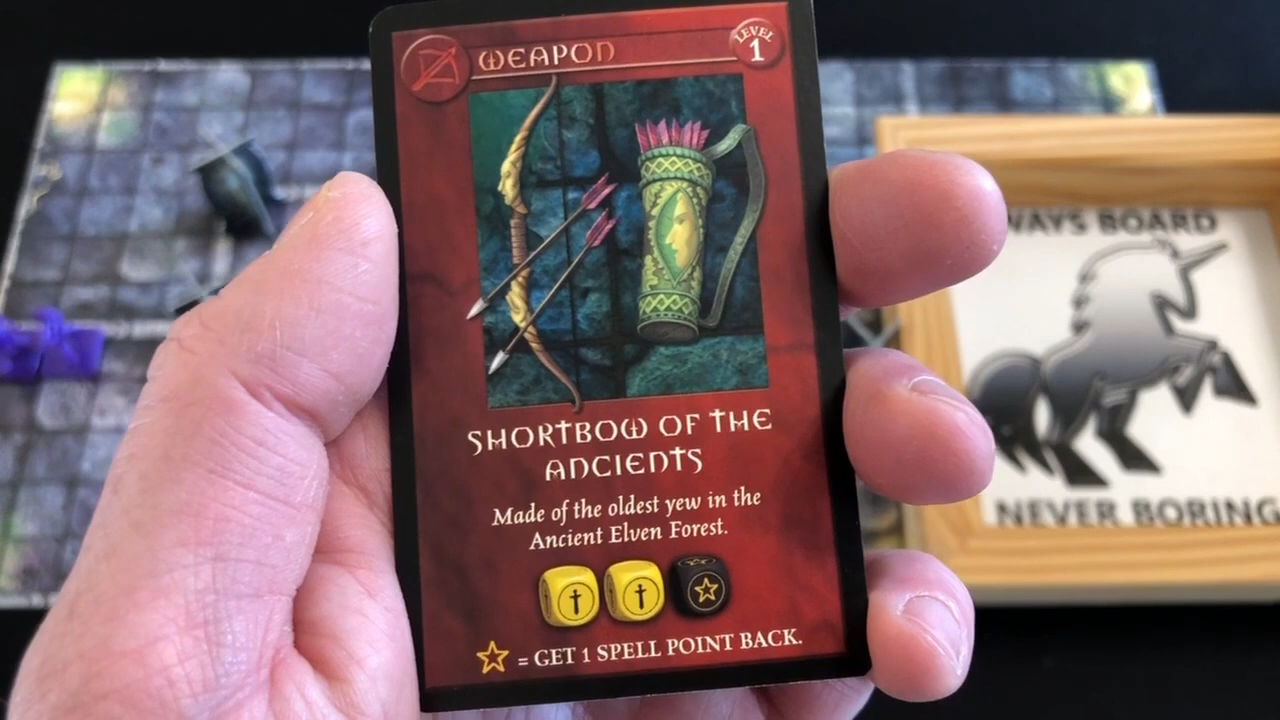 WEAPON
LEVEL
1
SHORTBOW OF THE
ANCIENTS
Made of the oldest yew in the
Ancient Elven Forest.
= GET 1 SPELL POINT BACK.
WAYS BOARD
NEVER BORING